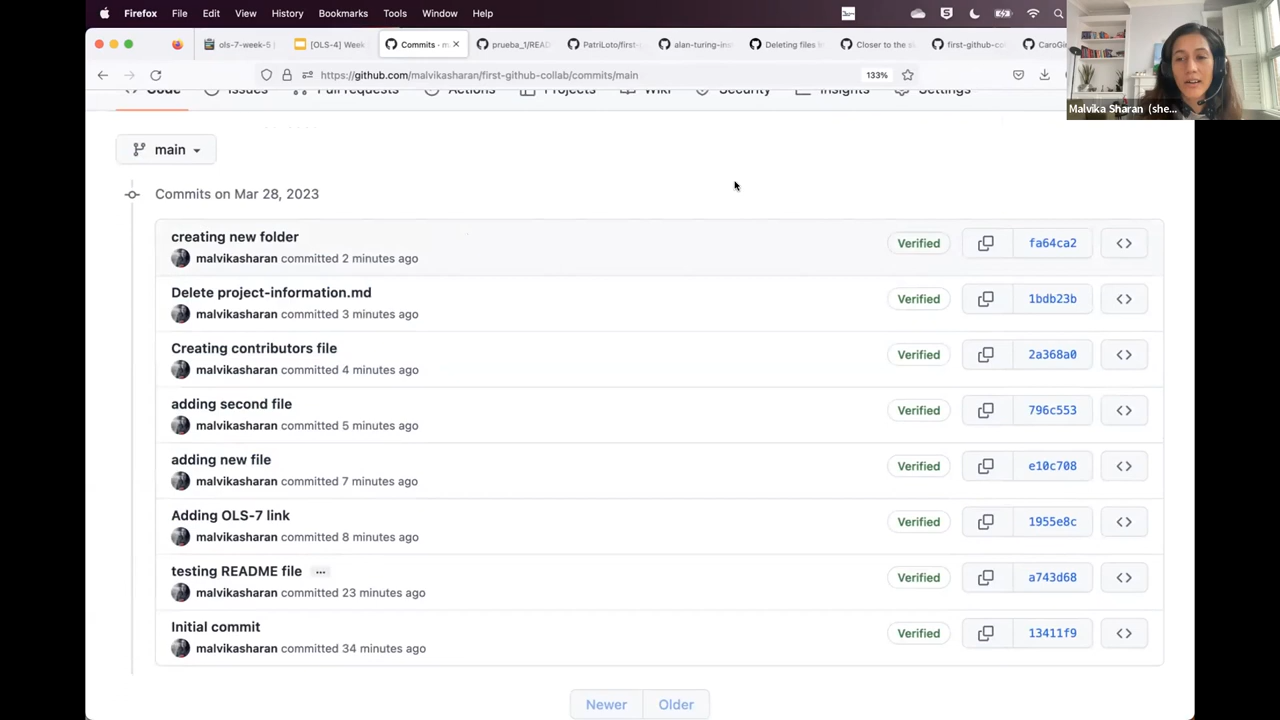 Firefox File Edit View History Bookmarks Tools Window Help
ols-7-week-5 [OLS-4] Week Commits · m prueba_1/READ PatriLoto/first- alan-turing-ins Deleting files in Closer to the s first-github-co CaroGi
https://github.com/malvikasharan/first-github-collab/commits/main 133%
Malvika Sharan (she...
Code Issues Pull requests Actions Projects Wiki Security Insights Settings
main
Commits on Mar 28, 2023
creating new folder
malvikasharan committed 2 minutes ago
Verified fa64ca2
Delete project-information.md
malvikasharan committed 3 minutes ago
Verified 1bdb23b
Creating contributors file
malvikasharan committed 4 minutes ago
Verified 2a368a0
adding second file
malvikasharan committed 5 minutes ago
Verified 796c553
adding new file
malvikasharan committed 7 minutes ago
Verified e10c708
Adding OLS-7 link
malvikasharan committed 8 minutes ago
Verified 1955e8c
testing README file ...
malvikasharan committed 23 minutes ago
Verified a743d68
Initial commit
malvikasharan committed 34 minutes ago
Verified 13411f9
Newer Older